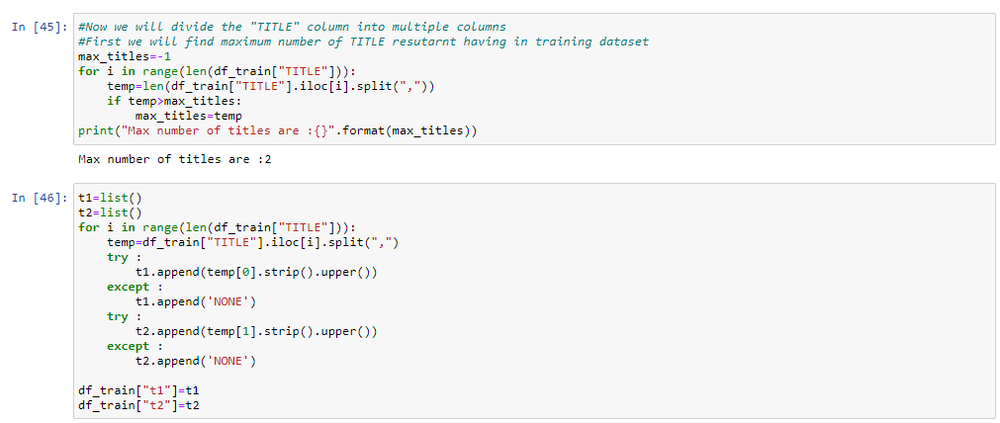 In [45]: #Now we will divide the "TITLE" column into multiple columns
#First we will find maximum number of TITLE resutarnt having in training dataset
max_titles=-1
for i in range(len(df_train["TITLE"])):
    temp=len(df_train["TITLE"].iloc[i].split(","))
    if temp>max_titles:
        max_titles=temp
print("Max number of titles are :{}".format(max_titles))
Max number of titles are :2
In [46]: t1=list()
t2=list()
for i in range(len(df_train["TITLE"])):
    temp=df_train["TITLE"].iloc[i].split(",")
    try :
        t1.append(temp[0].strip().upper())
    except :
        t1.append('NONE')
    try :
        t2.append(temp[1].strip().upper())
    except :
        t2.append('NONE')
df_train["t1"]=t1
df_train["t2"]=t2